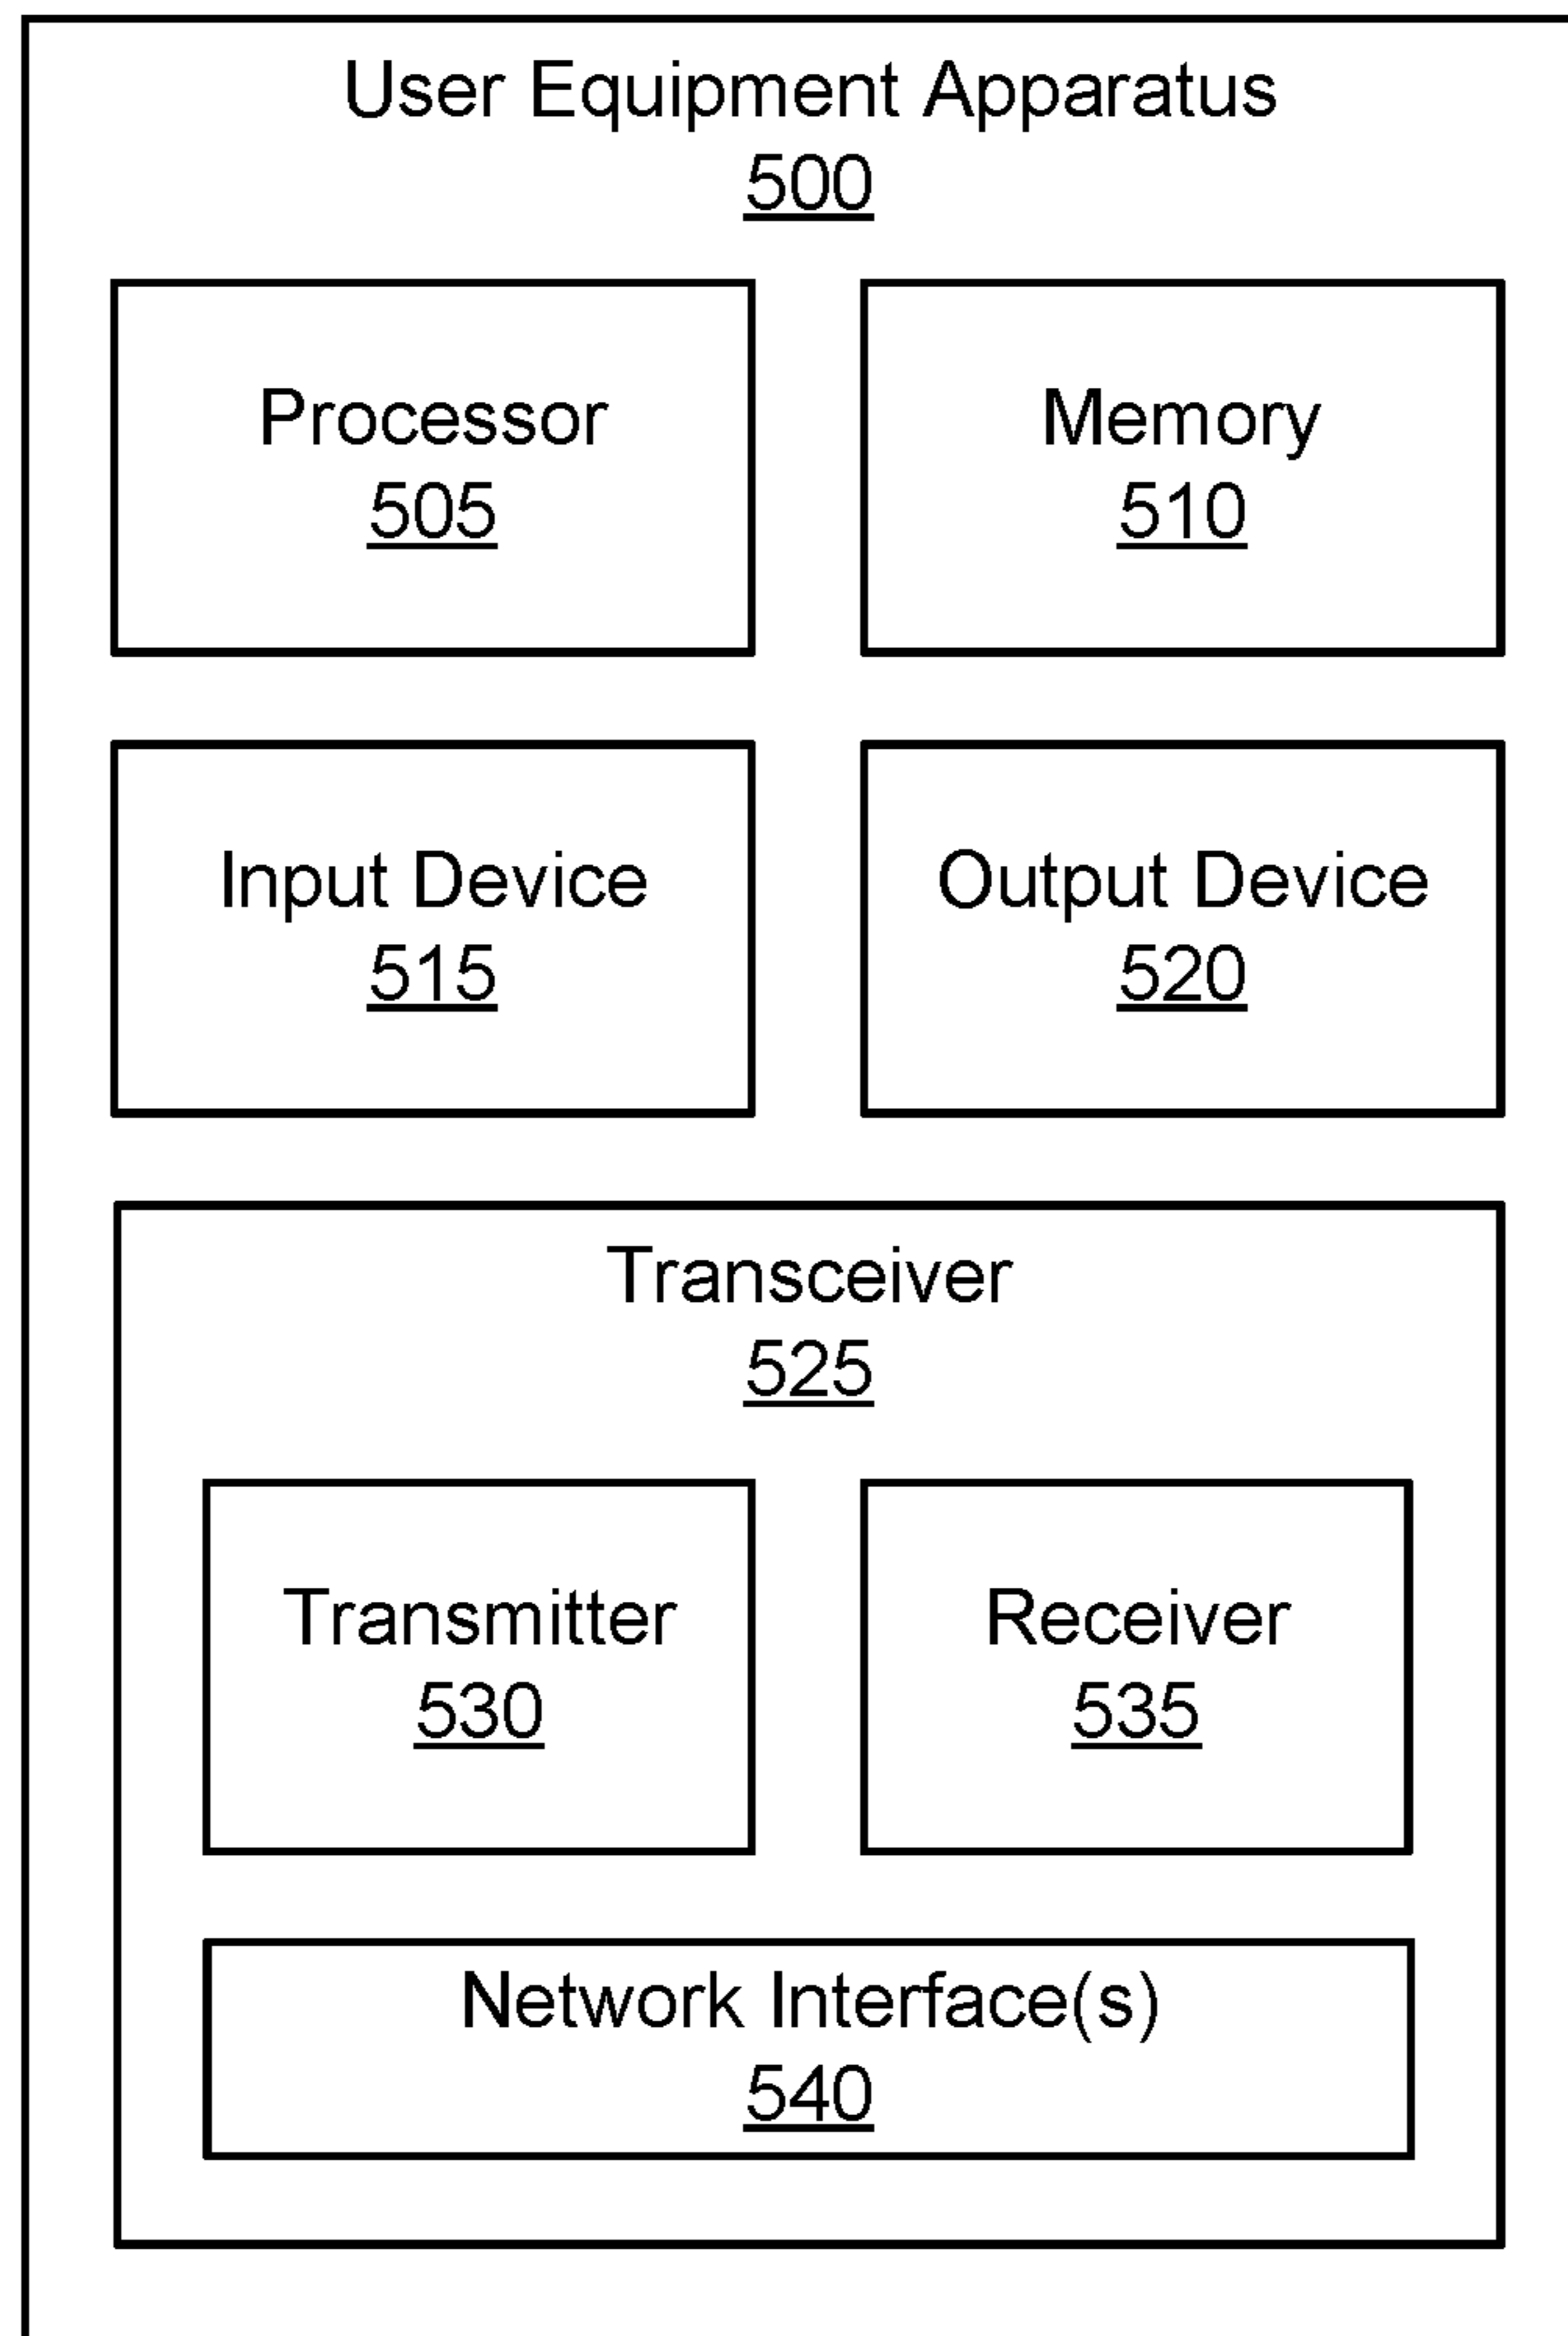 User Equipment Apparatus
500
Processor
505
Memory
510
Input Device
515
Output Device
520
Transceiver
525
Transmitter
530
Receiver
535
Network Interface(s)
540